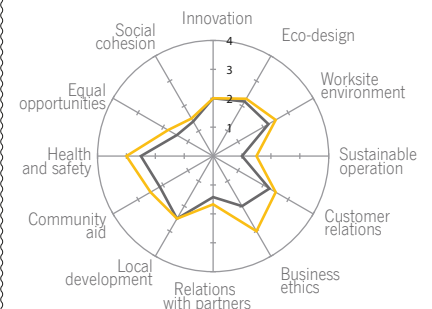 Innovation
Eco-design
Worksite
environment
Sustainable
operation
Customer
relations
Business
ethics
Relations
with partners
Local
development
Community
aid
Health
and safety
Equal
opportunities
Social
cohesion
4
3
2
1